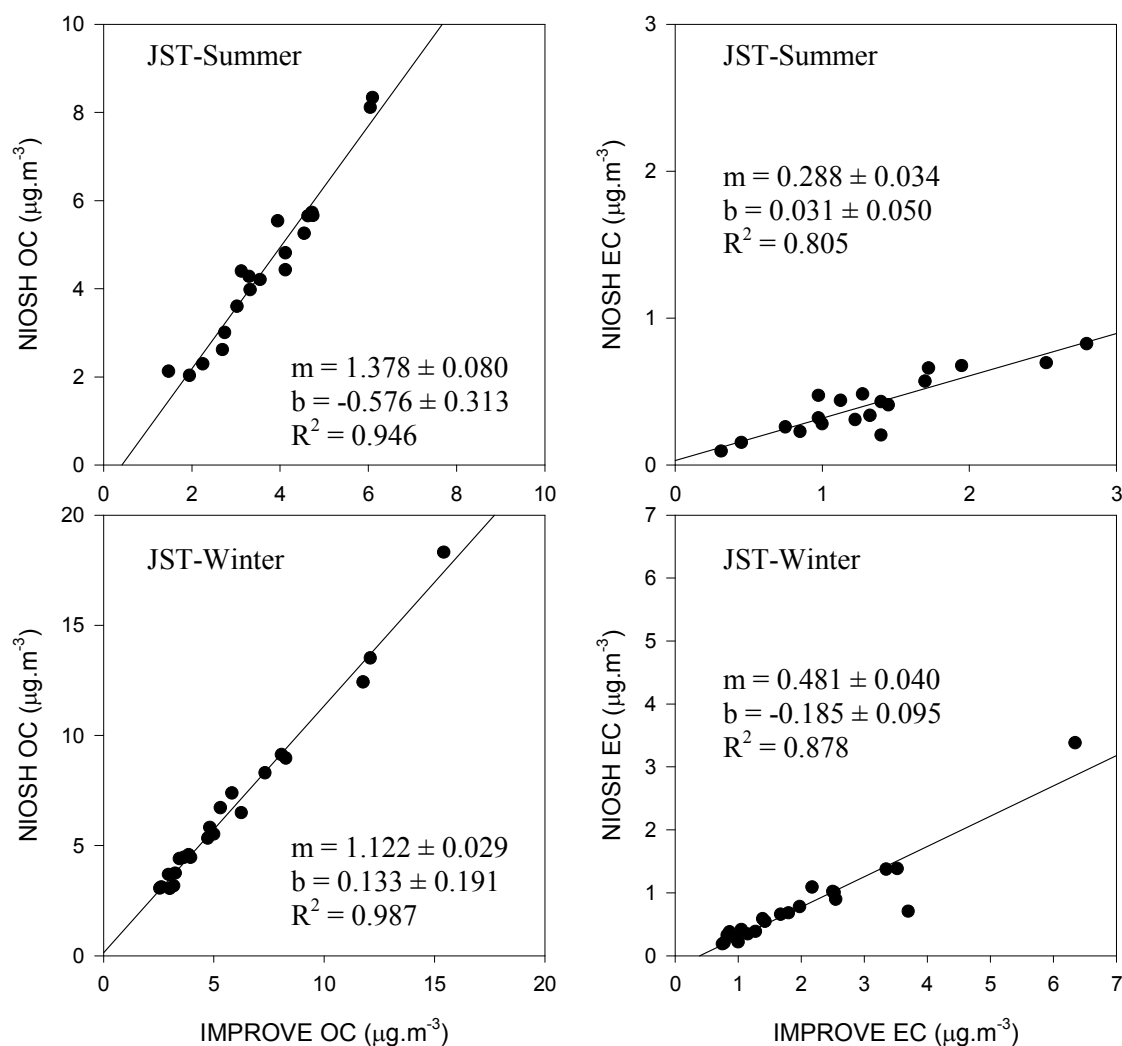 JST-Summer
NIOSH OC (μg.m⁻³)
10
8
6
4
2
0
m = 1.378 ± 0.080
b = -0.576 ± 0.313
R² = 0.946
0 2 4 6 8 10
JST-Summer
NIOSH EC (μg.m⁻³)
3
2
1
0
m = 0.288 ± 0.034
b = 0.031 ± 0.050
R² = 0.805
0 1 2 3
JST-Winter
NIOSH OC (μg.m⁻³)
20
15
10
5
0
m = 1.122 ± 0.029
b = 0.133 ± 0.191
R² = 0.987
0 5 10 15 20
IMPROVE OC (μg.m⁻³)
JST-Winter
NIOSH EC (μg.m⁻³)
7
6
5
4
3
2
1
0
m = 0.481 ± 0.040
b = -0.185 ± 0.095
R² = 0.878
0 1 2 3 4 5 6 7
IMPROVE EC (μg.m⁻³)